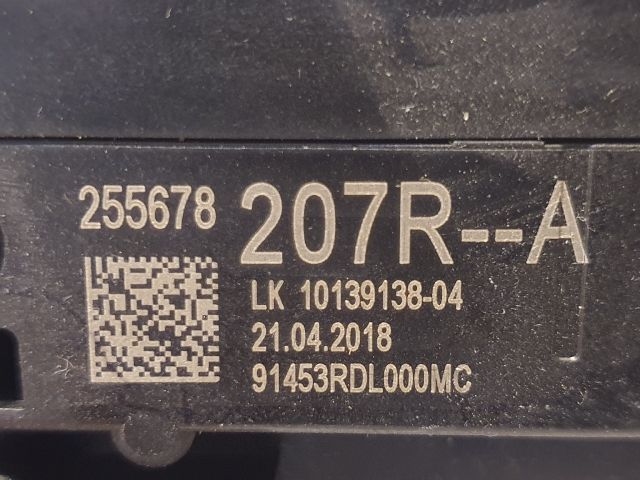 255678 207R--A
LK 10139138-04
21.04.2018
91453RDL000MC